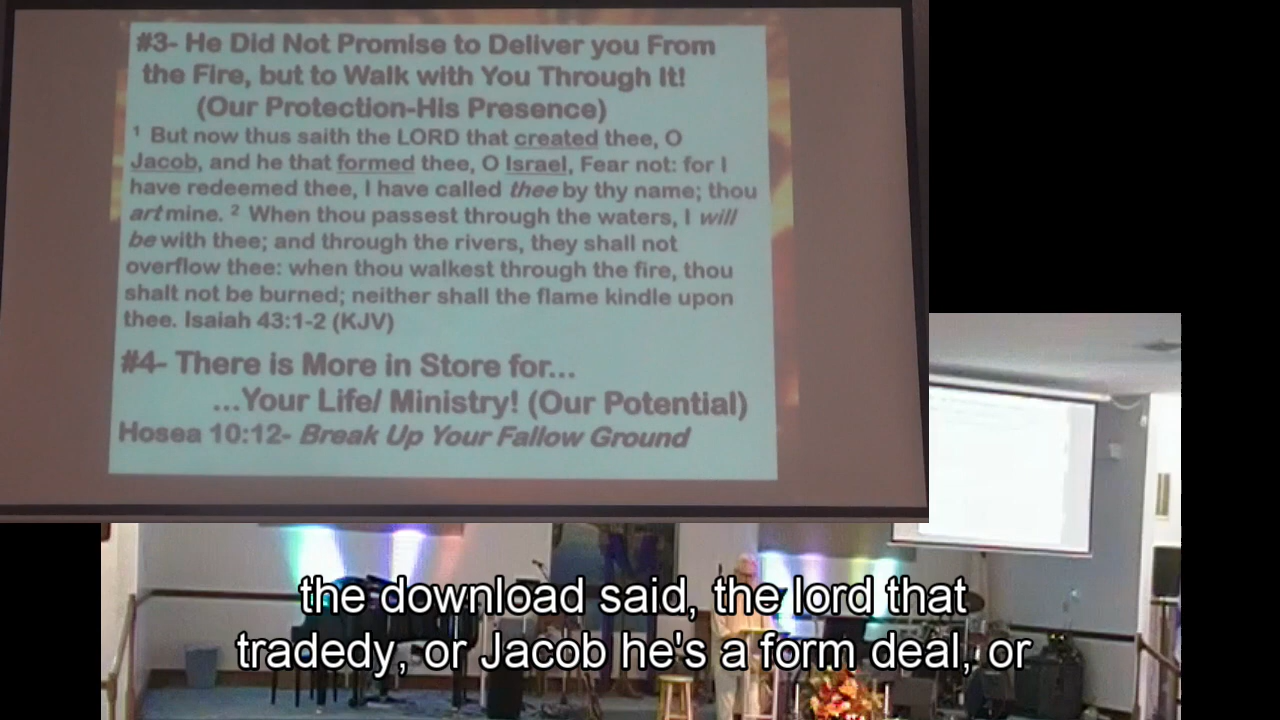 #3- He Did Not Promise to Deliver you From
the Fire, but to Walk with You Through It!
(Our Protection-His Presence)
1 But now thus saith the LORD that created thee, O
Jacob, and he that formed thee, O Israel, Fear not: for I
have redeemed thee, I have called thee by thy name; thou
art mine. 2 When thou passest through the waters, I will
be with thee; and through the rivers, they shall not
overflow thee: when thou walkest through the fire, thou
shalt not be burned; neither shall the flame kindle upon
thee. Isaiah 43:1-2 (KJV)
#4- There is More in Store for...
...Your Life/ Ministry! (Our Potential)
Hosea 10:12- Break Up Your Fallow Ground
the download said, the lord that
tradedy, or Jacob he's a form deal, or